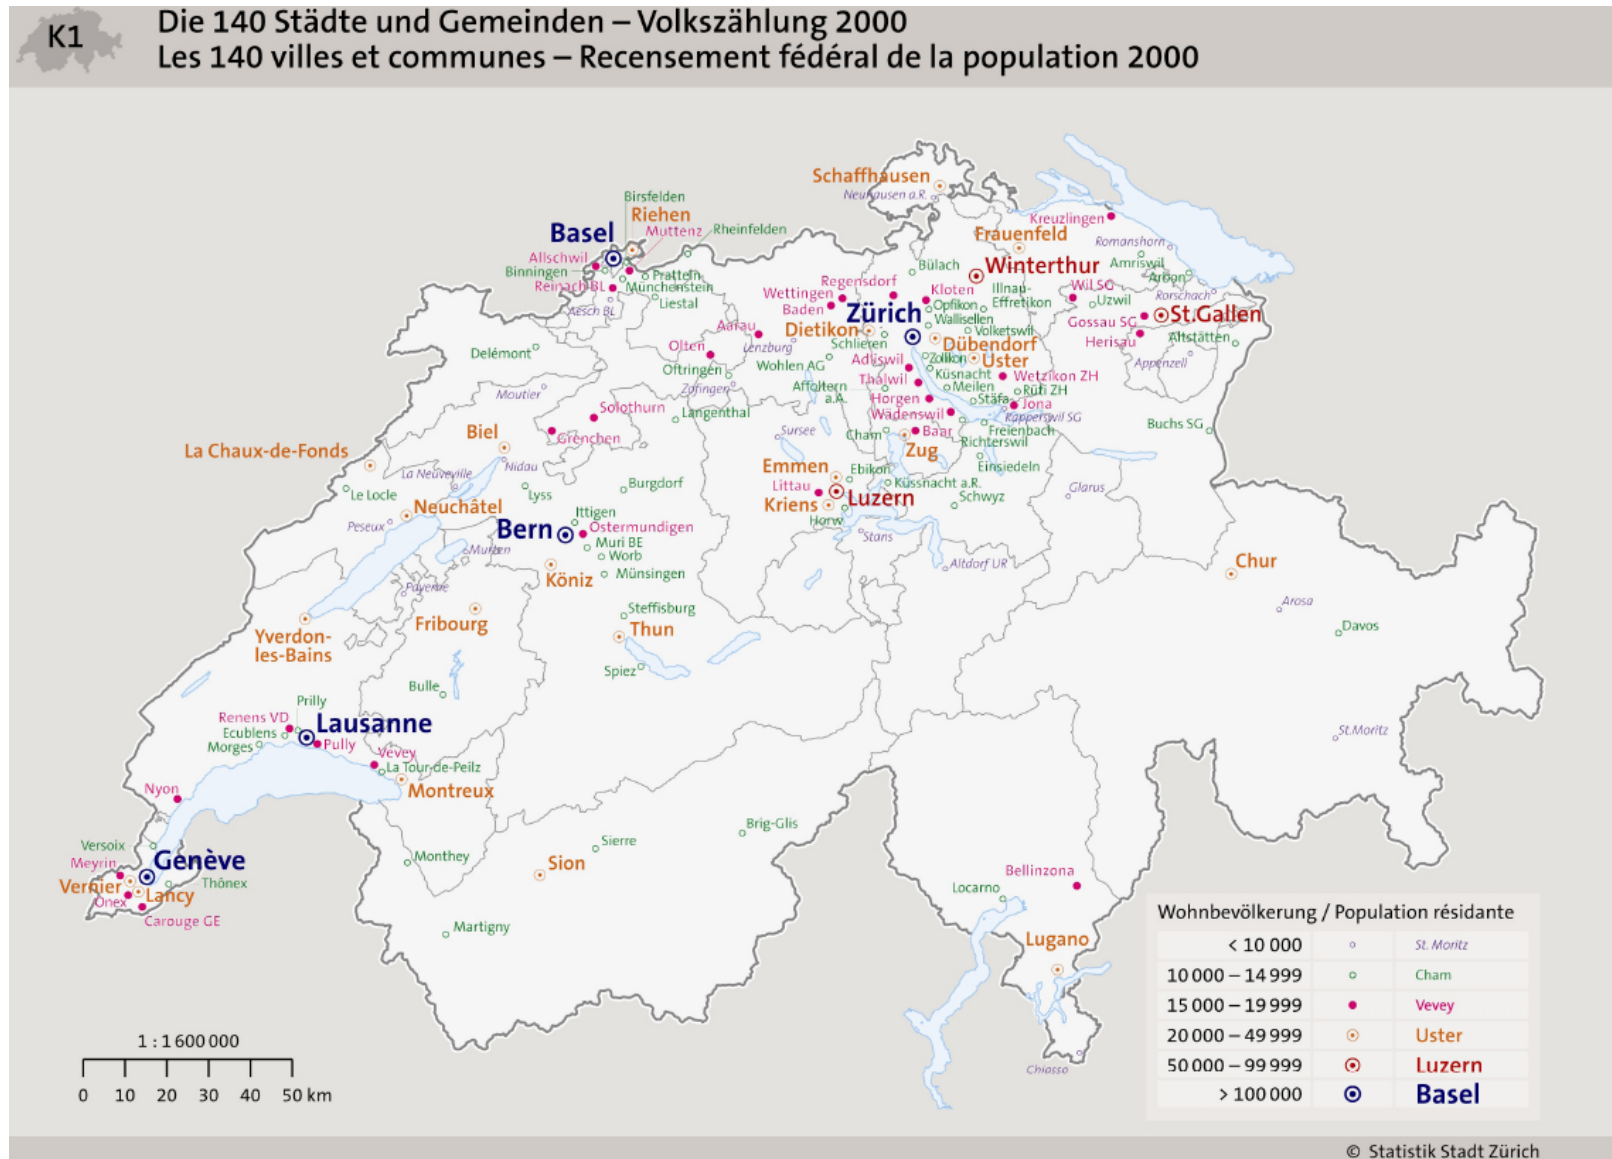 K1
Die 140 Städte und Gemeinden – Volkszählung 2000
Les 140 villes et communes – Recensement fédéral de la population 2000
Schaffhausen
Neuhausen a.R.
Birsfelden
Riehen
Basel
Muttenz
Rheinfelden
Kreuzlingen
Frauenfeld
Romanshorn
Allschwil
Binningen
Pratteln
Reinach BL
Münchenstein
Liestal
Aesch BL
Bülach
Winterthur
Amriswil
Arbon
Regensdorf
Wettingen
Baden
Kloten
Illnau-
Effretikon
Wil SG
Uzwil
Rorschach
Opfikon
Zürich
Wallisellen
Gossau SG
St.Gallen
Aarau
Dietikon
Volketswil
Herisau
Altstätten
Olten
Lenzburg
Schlieren
Dübendorf
Delémont
Adliswil
Zollikon
Uster
Appenzell
Oftringen
Wohlen AG
Thalwil
Küsnacht
Wetzikon ZH
Moutier
Zofingen
Affoltern
a.A.
Meilen
Rüti ZH
Horgen
Stäfa
Jona
Solothurn
Langenthal
Wädenswil
Rapperswil SG
Grenchen
Biel
Sursee
Cham
Baar
Freienbach
Buchs SG
Zug
Richterswil
La Chaux-de-Fonds
Nidau
La Neuveville
Emmen
Ebikon
Einsiedeln
Le Locle
Lyss
Burgdorf
Littau
Küssnacht a.R.
Glarus
Neuchâtel
Kriens
Luzern
Schwyz
Ittigen
Horw
Peseux
Bern
Ostermundigen
Stans
Murten
Muri BE
Worb
Altdorf UR
Chur
Köniz
Münsingen
Payerne
Arosa
Steffisburg
Fribourg
Thun
Davos
Yverdon-
les-Bains
Spiez
Bulle
Prilly
Renens VD
Lausanne
Ecublens
St.Moritz
Morges
Pully
Vevey
La Tour-de-Peilz
Nyon
Montreux
Brig-Glis
Versoix
Sierre
Meyrin
Genève
Monthey
Sion
Bellinzona
Vernier
Thônex
Locarno
Lancy
Onex
Carouge GE
Martigny
Lugano
Chiasso
Wohnbevölkerung / Population résidante
< 10 000 St. Moritz
10 000 – 14 999 Cham
15 000 – 19 999 Vevey
20 000 – 49 999 Uster
50 000 – 99 999 Luzern
> 100 000 Basel
1 : 1 600 000
0 10 20 30 40 50 km
© Statistik Stadt Zürich